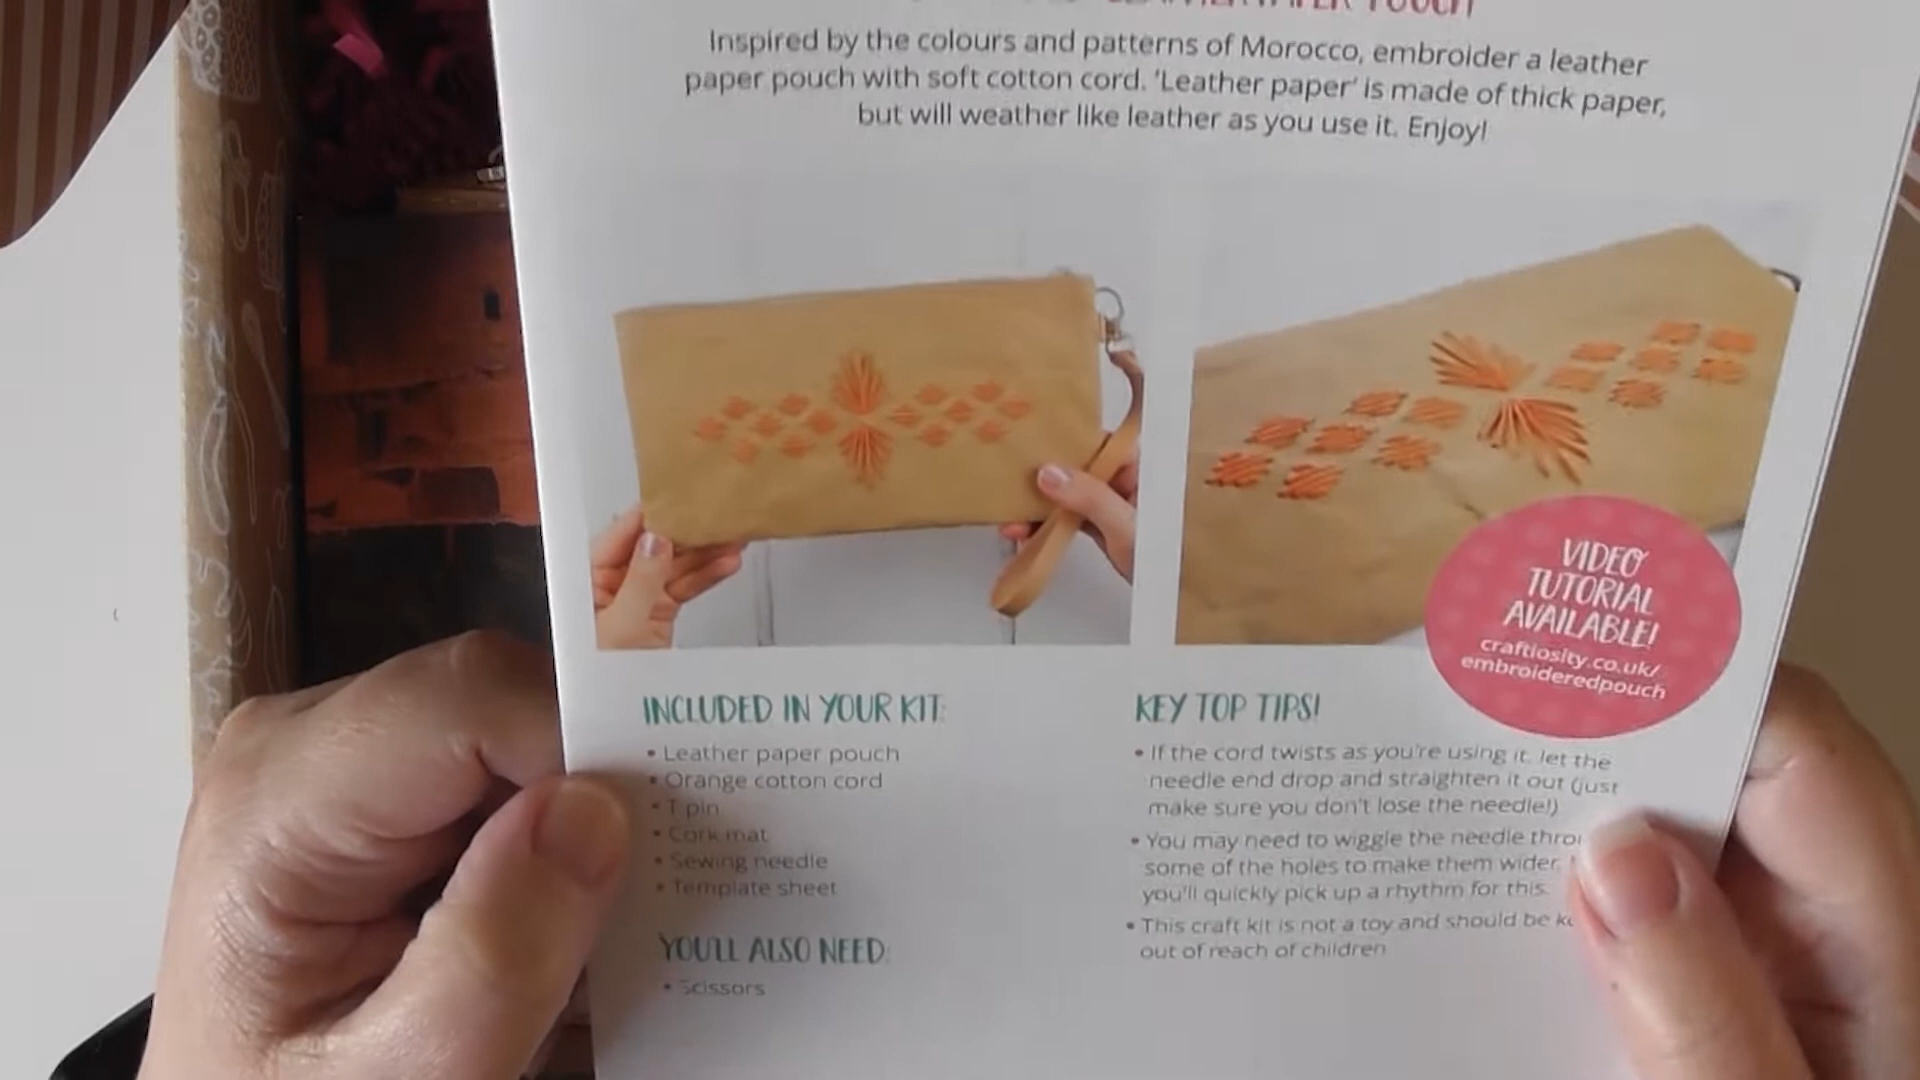 LEATHER PAPER POUCH
Inspired by the colours and patterns of Morocco, embroider a leather
paper pouch with soft cotton cord. 'Leather paper' is made of thick paper,
but will weather like leather as you use it. Enjoy!
VIDEO
TUTORIAL
AVAILABLE!
craftiosity.co.uk/
embroideredpouch
INCLUDED IN YOUR KIT:
• Leather paper pouch
• Orange cotton cord
• T pin
• Cork mat
• Sewing needle
• Template sheet
YOU'LL ALSO NEED:
• Scissors
KEY TOP TIPS!
• If the cord twists as you're using it, let the
needle end drop and straighten it out (just
make sure you don't lose the needle!)
• You may need to wiggle the needle
some of the holes to make them wider.
you'll quickly pick up a rhythm for this.
• This craft kit is not a toy and should be
out of reach of children